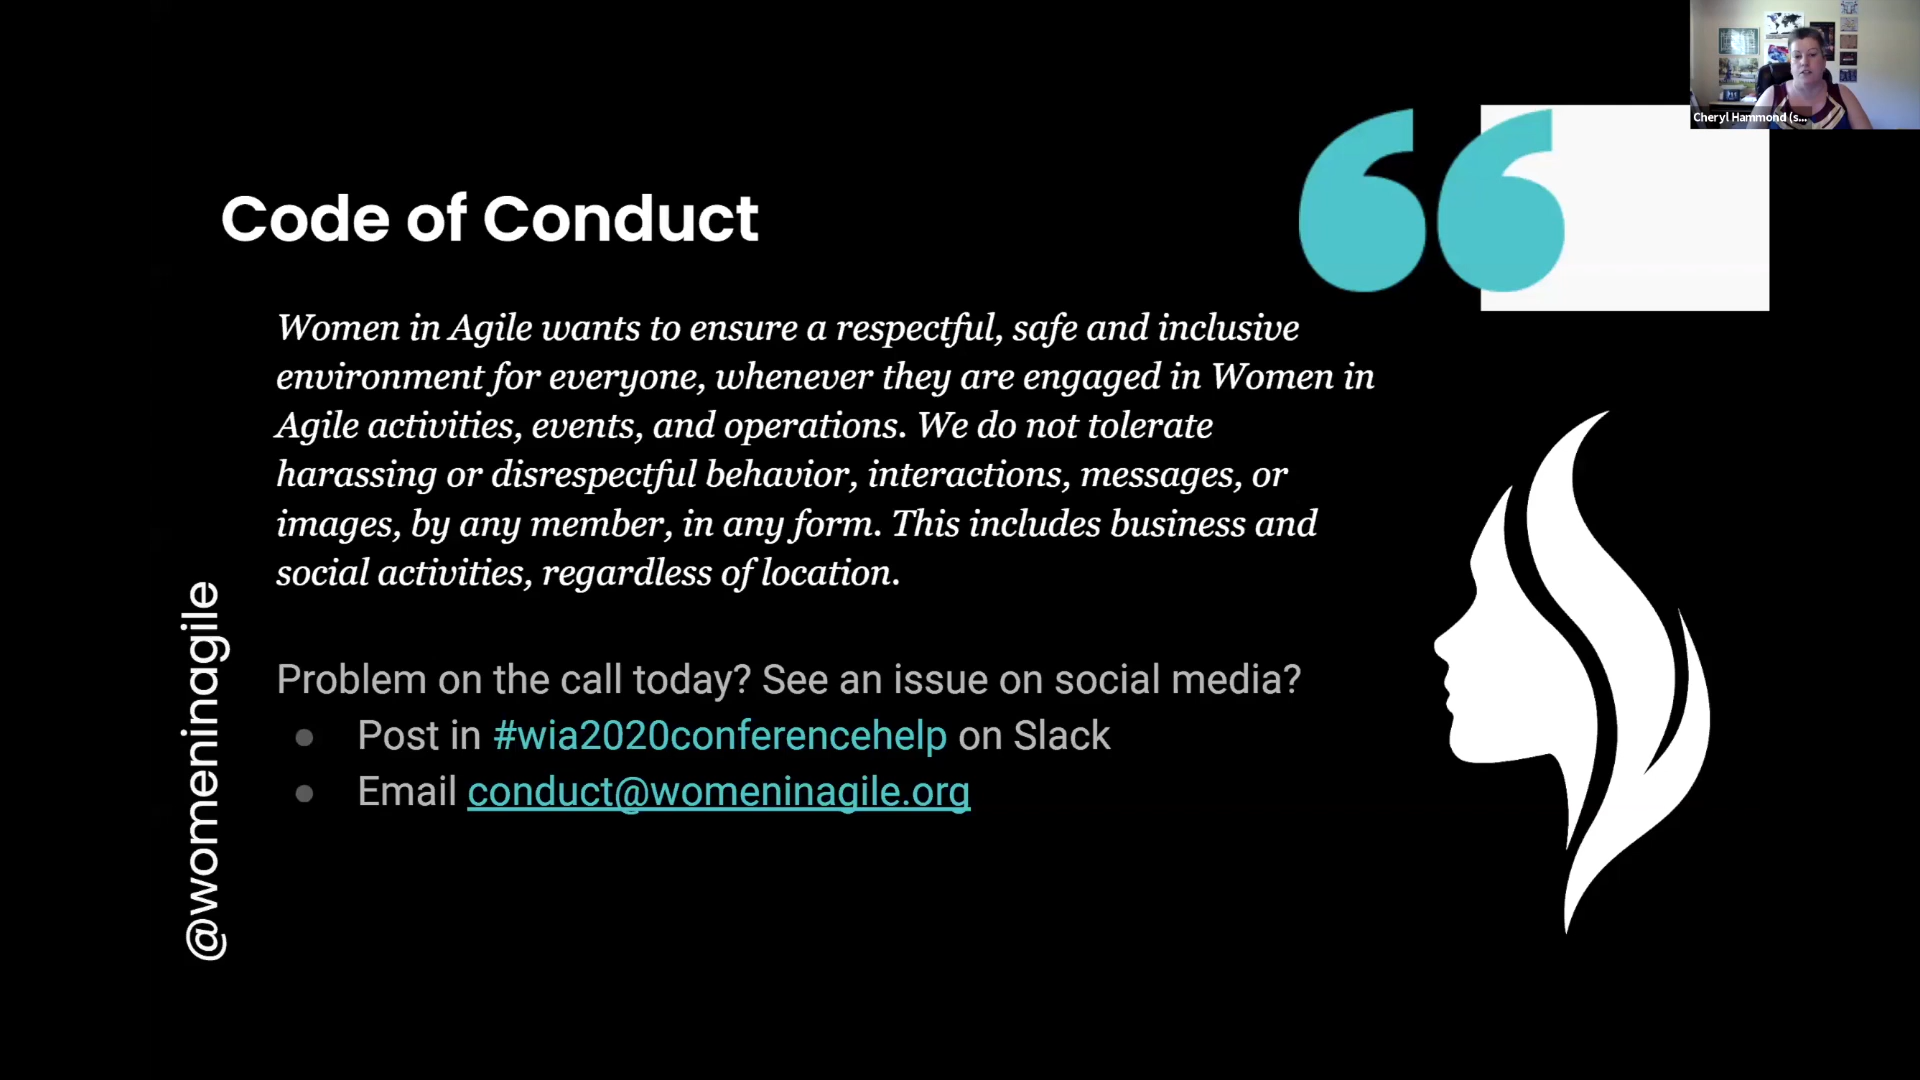 Cheryl Hammond (s...
Code of Conduct
Women in Agile wants to ensure a respectful, safe and inclusive
environment for everyone, whenever they are engaged in Women in
Agile activities, events, and operations. We do not tolerate
harassing or disrespectful behavior, interactions, messages, or
images, by any member, in any form. This includes business and
social activities, regardless of location.
Problem on the call today? See an issue on social media?
● Post in #wia2020conferencehelp on Slack
● Email conduct@womeninagile.org
@womeninagile